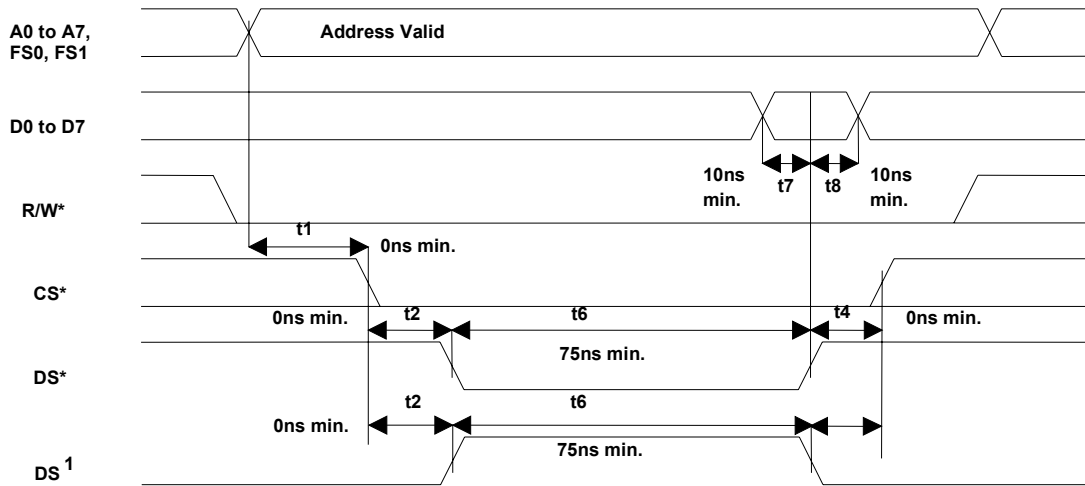 A0 to A7,
FS0, FS1
Address Valid
D0 to D7
10ns
min.
t7
t8
10ns
min.
R/W*
t1
0ns min.
CS*
0ns min.
t2
t6
t4
0ns min.
75ns min.
DS*
t2
t6
0ns min.
75ns min.
DS 1